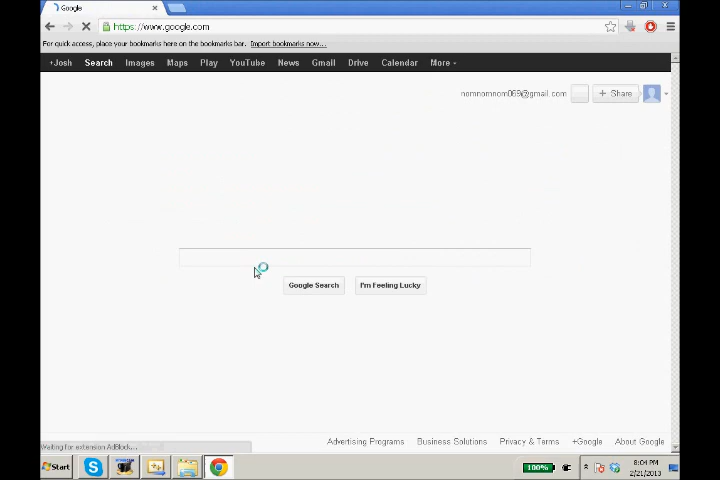 Google
https://www.google.com
For quick access, place your bookmarks here on the bookmarks bar. Import bookmarks now...
+Josh Search Images Maps Play YouTube News Gmail Drive Calendar More
nomnomnom069@gmail.com + Share
Google Search I'm Feeling Lucky
Advertising Programs Business Solutions Privacy & Terms +Google About Google
Waiting for extension AdBlock...
Start 100% 8:04 PM
2/21/2013